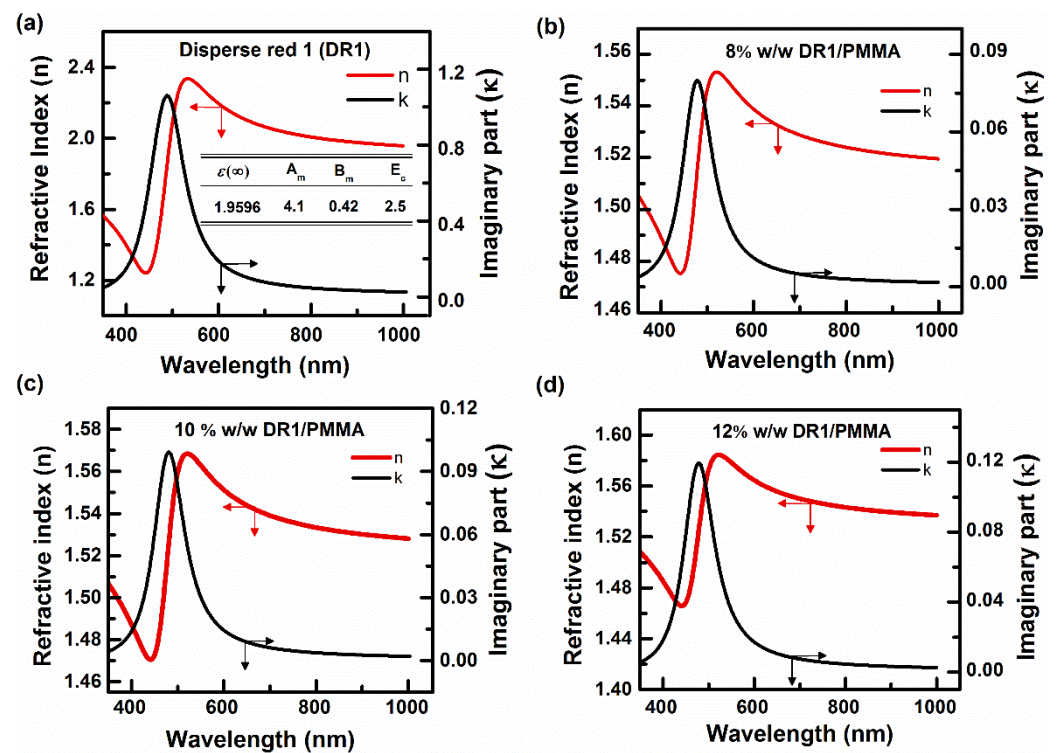 (a)
Disperse red 1 (DR1)
n
k
ε(∞) A_m B_m E_o
1.9596 4.1 0.42 2.5
Refractive Index (n)
2.4
2.0
1.6
1.2
Imaginary part (κ)
1.2
0.8
0.4
0.0
400 600 800 1000
Wavelength (nm)
(b)
8% w/w DR1/PMMA
n
k
Refractive Index (n)
1.56
1.54
1.52
1.50
1.48
1.46
Imaginary part (κ)
0.09
0.06
0.03
0.00
400 600 800 1000
Wavelength (nm)
(c)
10 % w/w DR1/PMMA
n
k
Refractive index (n)
1.58
1.56
1.54
1.52
1.50
1.48
1.46
Imaginary part (κ)
0.12
0.09
0.06
0.03
0.00
400 600 800 1000
Wavelength (nm)
(d)
12% w/w DR1/PMMA
n
k
Refractive index (n)
1.60
1.56
1.52
1.48
1.44
1.40
Imaginary part (κ)
0.12
0.08
0.04
0.00
400 600 800 1000
Wavelength (nm)